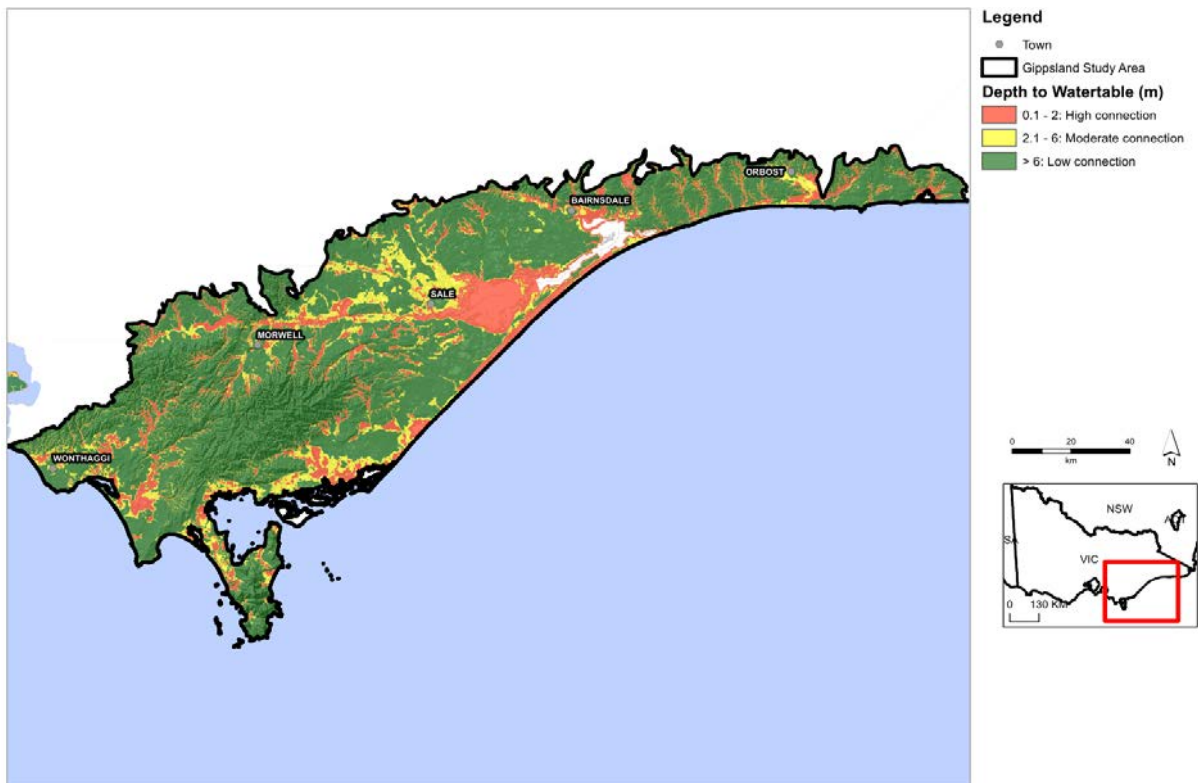 Legend
Town
Gippsland Study Area
Depth to Watertable (m)
0.1 - 2: High connection
2.1 - 6: Moderate connection
> 6: Low connection
ORBOST
BAIRNSDALE
SALE
MORWELL
WONTHAGGI
0 20 40
km
N
NSW
SA
VIC
0 130 KM